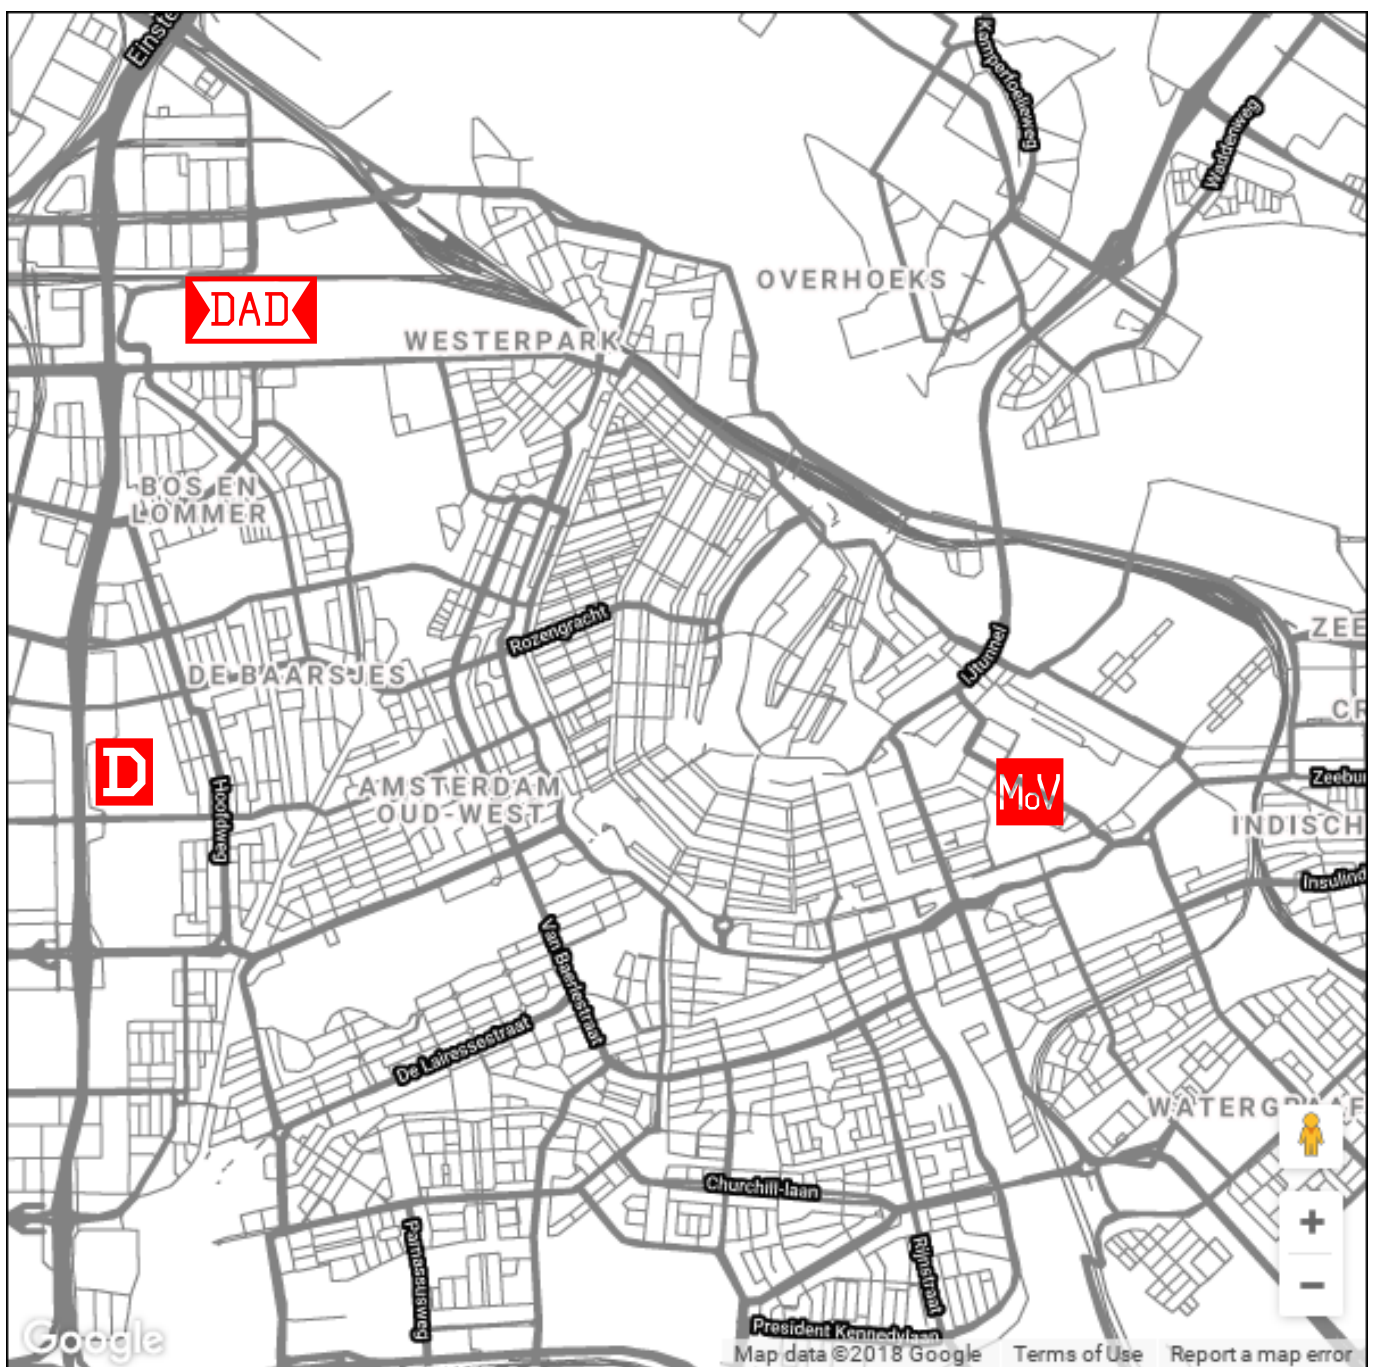 Einste
Kamperfoelieweg
Waddenweg
OVERHOEKS
DAD
WESTERPARK
BOS EN
LOMMER
Rozengracht
ZEE
IJtunnel
DE BAARSJES
CR
D
Hoofdweg
AMSTERDAM
OUD-WEST
MoV
Zeebur
INDISCH
Insulind
Van Baerlestraat
De Lairessestraat
WATERGRAAF
Churchill-laan
Parnassusweg
Rijnstraat
+
−
President Kennedylaan
Google
Map data ©2018 Google Terms of Use Report a map error